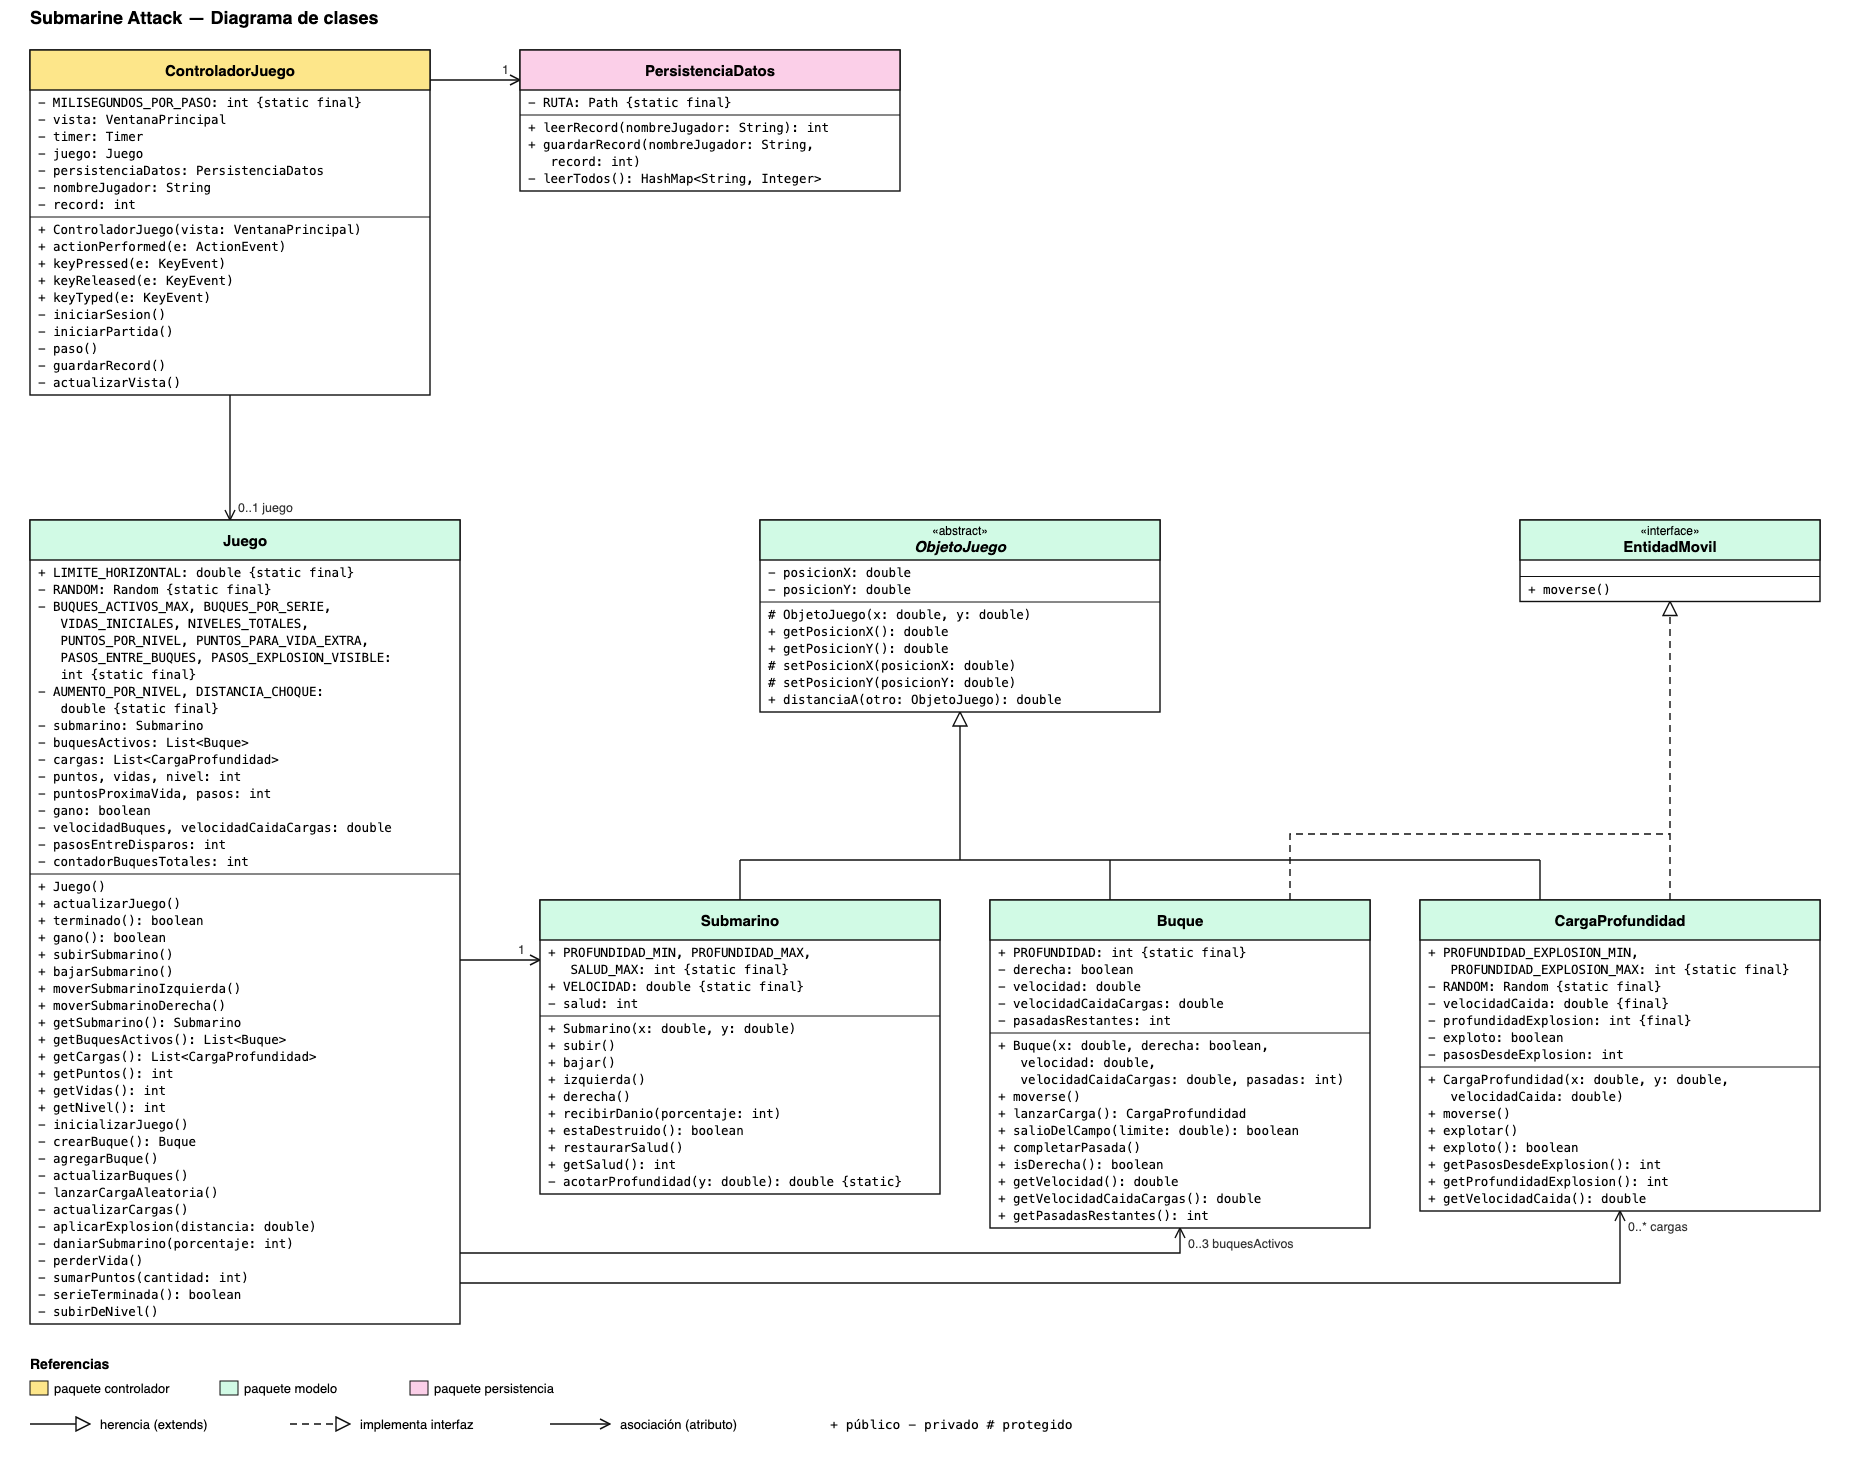 Submarine Attack — Diagrama de clases
ControladorJuego
− MILISEGUNDOS_POR_PASO: int {static final}
− vista: VentanaPrincipal
− timer: Timer
− juego: Juego
− persistenciaDatos: PersistenciaDatos
− nombreJugador: String
− record: int
+ ControladorJuego(vista: VentanaPrincipal)
+ actionPerformed(e: ActionEvent)
+ keyPressed(e: KeyEvent)
+ keyReleased(e: KeyEvent)
+ keyTyped(e: KeyEvent)
− iniciarSesion()
− iniciarPartida()
− paso()
− guardarRecord()
− actualizarVista()
1
PersistenciaDatos
− RUTA: Path {static final}
+ leerRecord(nombreJugador: String): int
+ guardarRecord(nombreJugador: String,
record: int)
− leerTodos(): HashMap<String, Integer>
0..1 juego
Juego
+ LIMITE_HORIZONTAL: double {static final}
− RANDOM: Random {static final}
− BUQUES_ACTIVOS_MAX, BUQUES_POR_SERIE,
VIDAS_INICIALES, NIVELES_TOTALES,
PUNTOS_POR_NIVEL, PUNTOS_PARA_VIDA_EXTRA,
PASOS_ENTRE_BUQUES, PASOS_EXPLOSION_VISIBLE:
int {static final}
− AUMENTO_POR_NIVEL, DISTANCIA_CHOQUE:
double {static final}
− submarino: Submarino
− buquesActivos: List<Buque>
− cargas: List<CargaProfundidad>
− puntos, vidas, nivel: int
− puntosProximaVida, pasos: int
− gano: boolean
− velocidadBuques, velocidadCaidaCargas: double
− pasosEntreDisparos: int
− contadorBuquesTotales: int
+ Juego()
+ actualizarJuego()
+ terminado(): boolean
+ gano(): boolean
+ subirSubmarino()
+ bajarSubmarino()
+ moverSubmarinoIzquierda()
+ moverSubmarinoDerecha()
+ getSubmarino(): Submarino
+ getBuquesActivos(): List<Buque>
+ getCargas(): List<CargaProfundidad>
+ getPuntos(): int
+ getVidas(): int
+ getNivel(): int
− inicializarJuego()
− crearBuque(): Buque
− agregarBuque()
− actualizarBuques()
− lanzarCargaAleatoria()
− actualizarCargas()
− aplicarExplosion(distancia: double)
− daniarSubmarino(porcentaje: int)
− perderVida()
− sumarPuntos(cantidad: int)
− serieTerminada(): boolean
− subirDeNivel()
«abstract»
ObjetoJuego
− posicionX: double
− posicionY: double
# ObjetoJuego(x: double, y: double)
+ getPosicionX(): double
+ getPosicionY(): double
# setPosicionX(posicionX: double)
# setPosicionY(posicionY: double)
+ distanciaA(otro: ObjetoJuego): double
«interface»
EntidadMovil
+ moverse()
1
Submarino
+ PROFUNDIDAD_MIN, PROFUNDIDAD_MAX,
SALUD_MAX: int {static final}
+ VELOCIDAD: double {static final}
− salud: int
+ Submarino(x: double, y: double)
+ subir()
+ bajar()
+ izquierda()
+ derecha()
+ recibirDanio(porcentaje: int)
+ estaDestruido(): boolean
+ restaurarSalud()
+ getSalud(): int
− acotarProfundidad(y: double): double {static}
Buque
+ PROFUNDIDAD: int {static final}
− derecha: boolean
− velocidad: double
− velocidadCaidaCargas: double
− pasadasRestantes: int
+ Buque(x: double, derecha: boolean,
velocidad: double,
velocidadCaidaCargas: double, pasadas: int)
+ moverse()
+ lanzarCarga(): CargaProfundidad
+ salioDelCampo(limite: double): boolean
+ completarPasada()
+ isDerecha(): boolean
+ getVelocidad(): double
+ getVelocidadCaidaCargas(): double
+ getPasadasRestantes(): int
0..3 buquesActivos
CargaProfundidad
+ PROFUNDIDAD_EXPLOSION_MIN,
PROFUNDIDAD_EXPLOSION_MAX: int {static final}
− RANDOM: Random {static final}
− velocidadCaida: double {final}
− profundidadExplosion: int {final}
− exploto: boolean
− pasosDesdeExplosion: int
+ CargaProfundidad(x: double, y: double,
velocidadCaida: double)
+ moverse()
+ explotar()
+ exploto(): boolean
+ getPasosDesdeExplosion(): int
+ getProfundidadExplosion(): int
+ getVelocidadCaida(): double
0..* cargas
Referencias
paquete controlador
paquete modelo
paquete persistencia
herencia (extends)
implementa interfaz
asociación (atributo)
+ público − privado # protegido